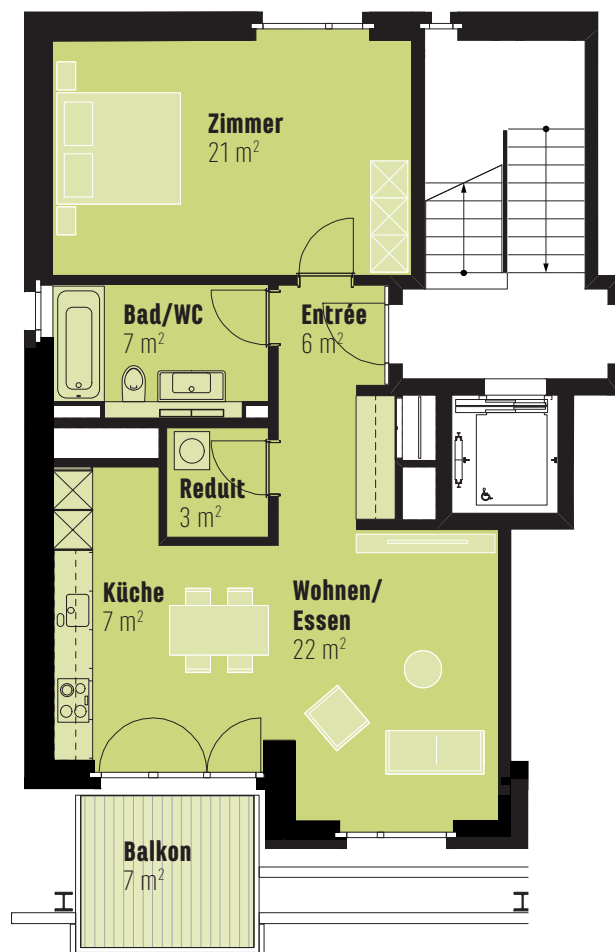 Zimmer
21 m²
Bad/WC
7 m²
Entrée
6 m²
Reduit
3 m²
Küche
7 m²
Wohnen/
Essen
22 m²
Balkon
7 m²